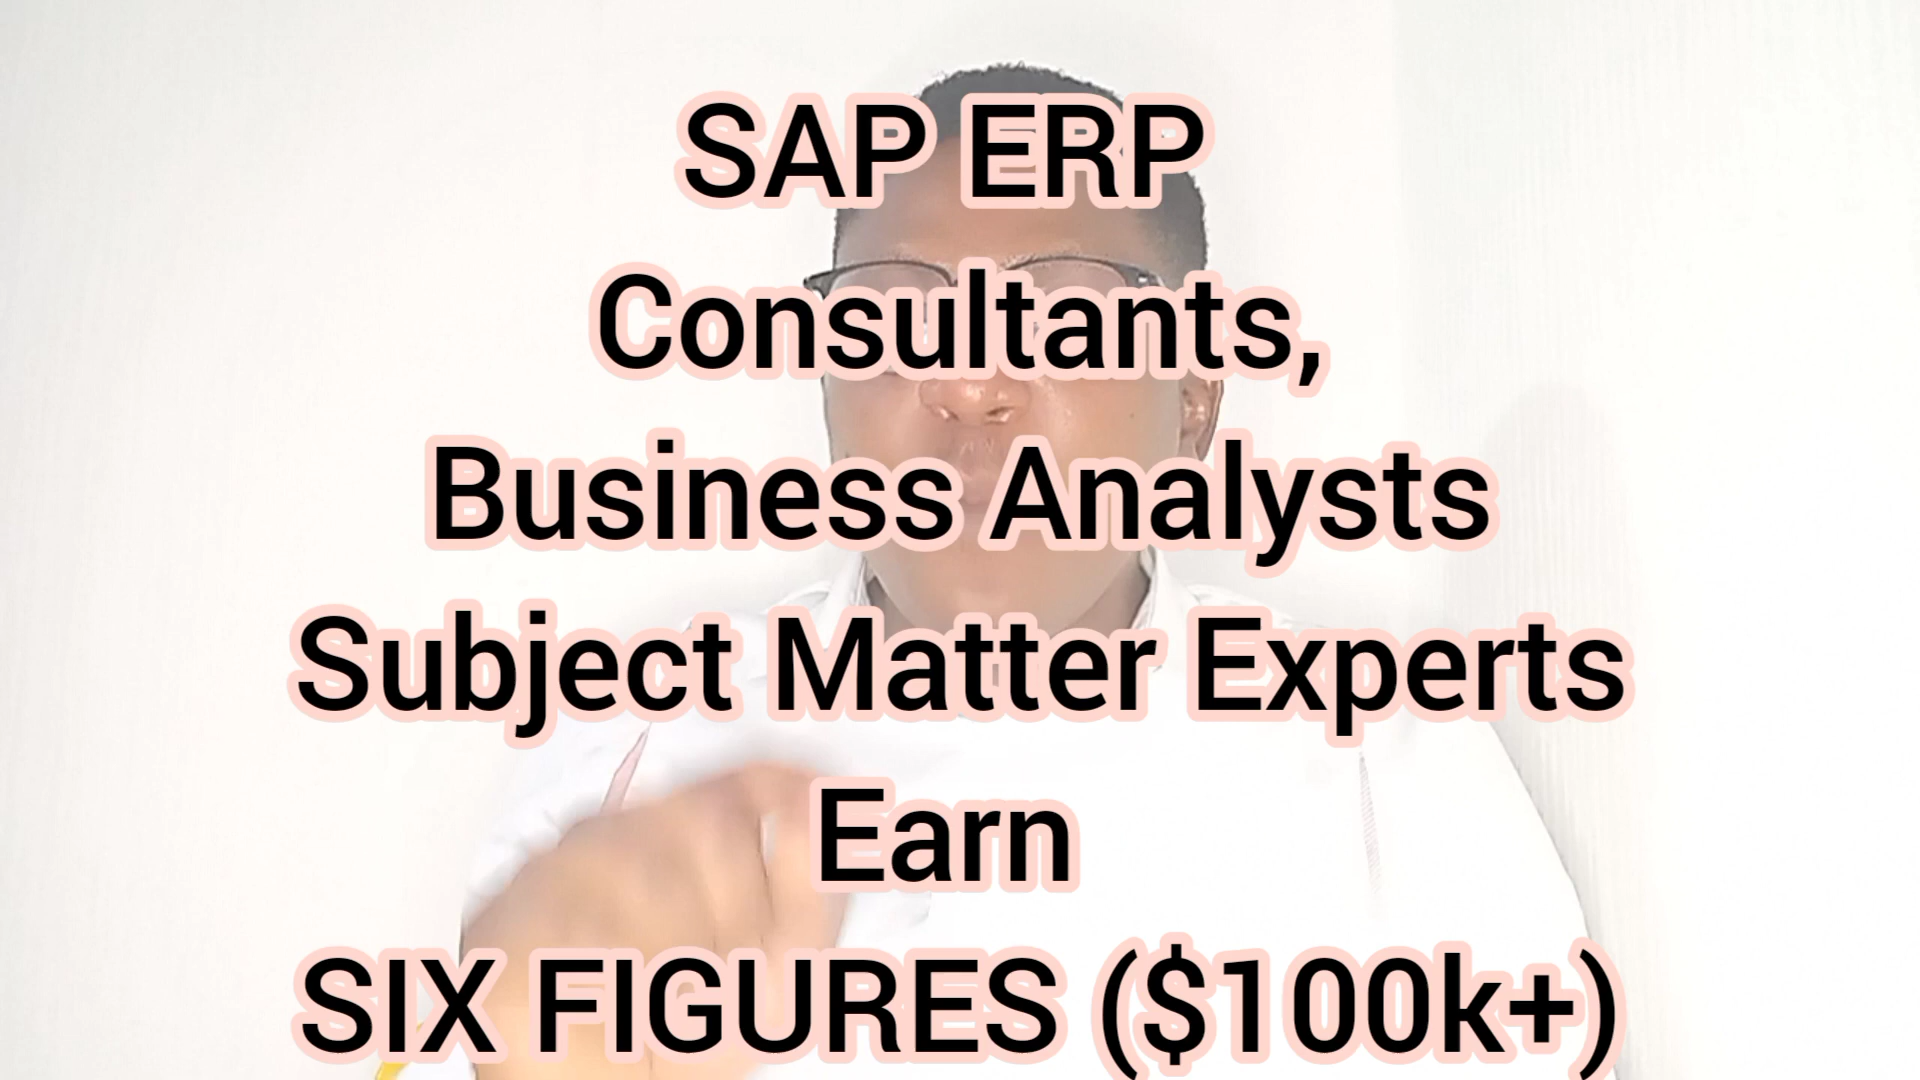 SAP ERP
Consultants,
Business Analysts
Subject Matter Experts
Earn
SIX FIGURES ($100k+)